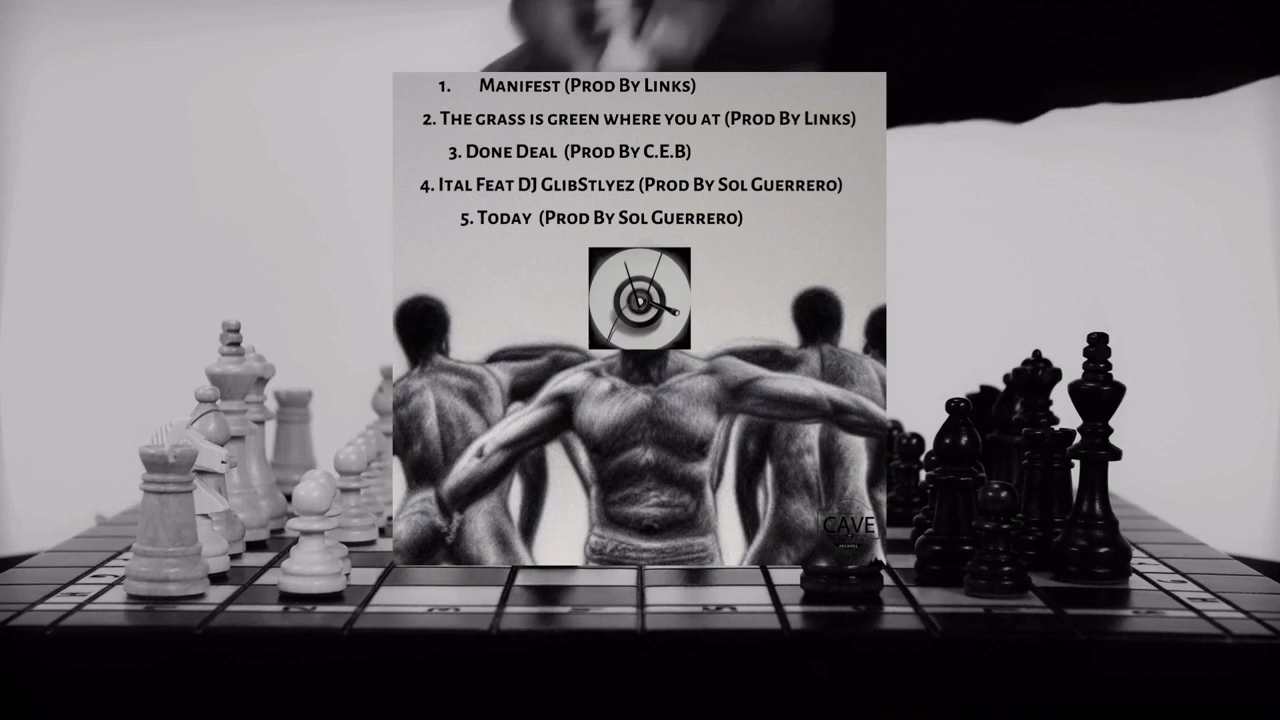 1. Manifest (Prod By Links)
2. The grass is green where you at (Prod By Links)
3. Done Deal (Prod By C.E.B)
4. Ital Feat DJ GlibStlyez (Prod By Sol Guerrero)
5. Today (Prod By Sol Guerrero)
CAVE